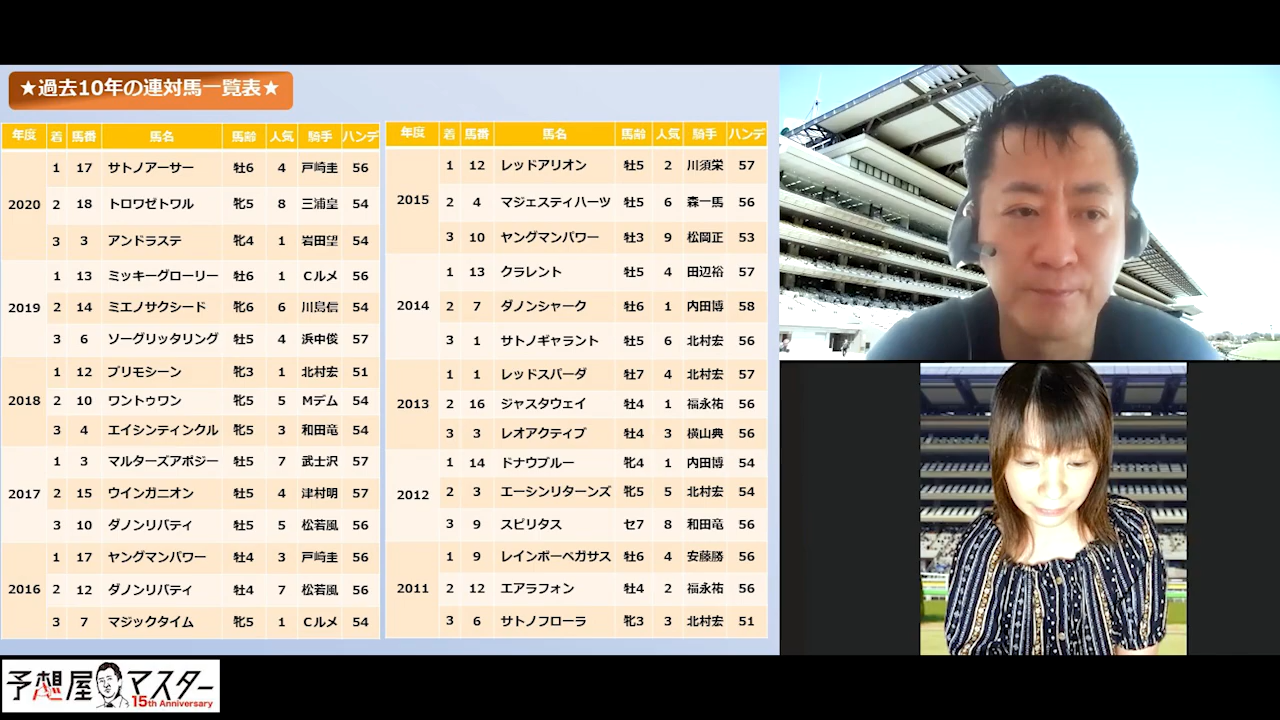 ★過去10年の連対馬一覧表★
年度 着 馬番 馬名 馬齢 人気 騎手 ハンデ
2020
1 17 サトノアーサー 牡6 4 戸崎圭 56
2 18 トロワゼトワル 牝5 8 三浦皇 54
3 3 アンドラステ 牝4 1 岩田望 54
2019
1 13 ミッキーグローリー 牡6 1 Cルメ 56
2 14 ミエノサクシード 牝6 6 川島信 54
3 6 ソーグリッタリング 牡5 4 浜中俊 57
2018
1 12 プリモシーン 牝3 1 北村宏 51
2 10 ワントゥワン 牝5 5 Mデム 54
3 4 エイシンティンクル 牝5 3 和田竜 54
2017
1 3 マルターズアポジー 牡5 7 武士沢 57
2 15 ウインガニオン 牡5 4 津村明 57
3 10 ダノンリバティ 牡5 5 松若風 56
2016
1 17 ヤングマンパワー 牡4 3 戸崎圭 56
2 12 ダノンリバティ 牡4 7 松若風 56
3 7 マジックタイム 牝5 1 Cルメ 54
年度 着 馬番 馬名 馬齢 人気 騎手 ハンデ
2015
1 12 レッドアリオン 牡5 2 川須栄 57
2 4 マジェスティハーツ 牡5 6 森一馬 56
3 10 ヤングマンパワー 牡3 9 松岡正 53
2014
1 13 クラレント 牡5 4 田辺裕 57
2 7 ダノンシャーク 牡6 1 内田博 58
3 1 サトノギャラント 牡5 6 北村宏 56
2013
1 1 レッドスパーダ 牡7 4 北村宏 57
2 16 ジャスタウェイ 牡4 1 福永祐 56
3 3 レオアクティブ 牡4 3 横山典 56
2012
1 14 ドナウブルー 牝4 1 内田博 54
2 3 エーシンリターンズ 牝5 5 北村宏 54
3 9 スピリタス セ7 8 和田竜 56
2011
1 9 レインボーペガサス 牡6 4 安藤勝 56
2 12 エアラフォン 牡4 2 福永祐 56
3 6 サトノフローラ 牝3 3 北村宏 51
予想屋マスター
15th Anniversary